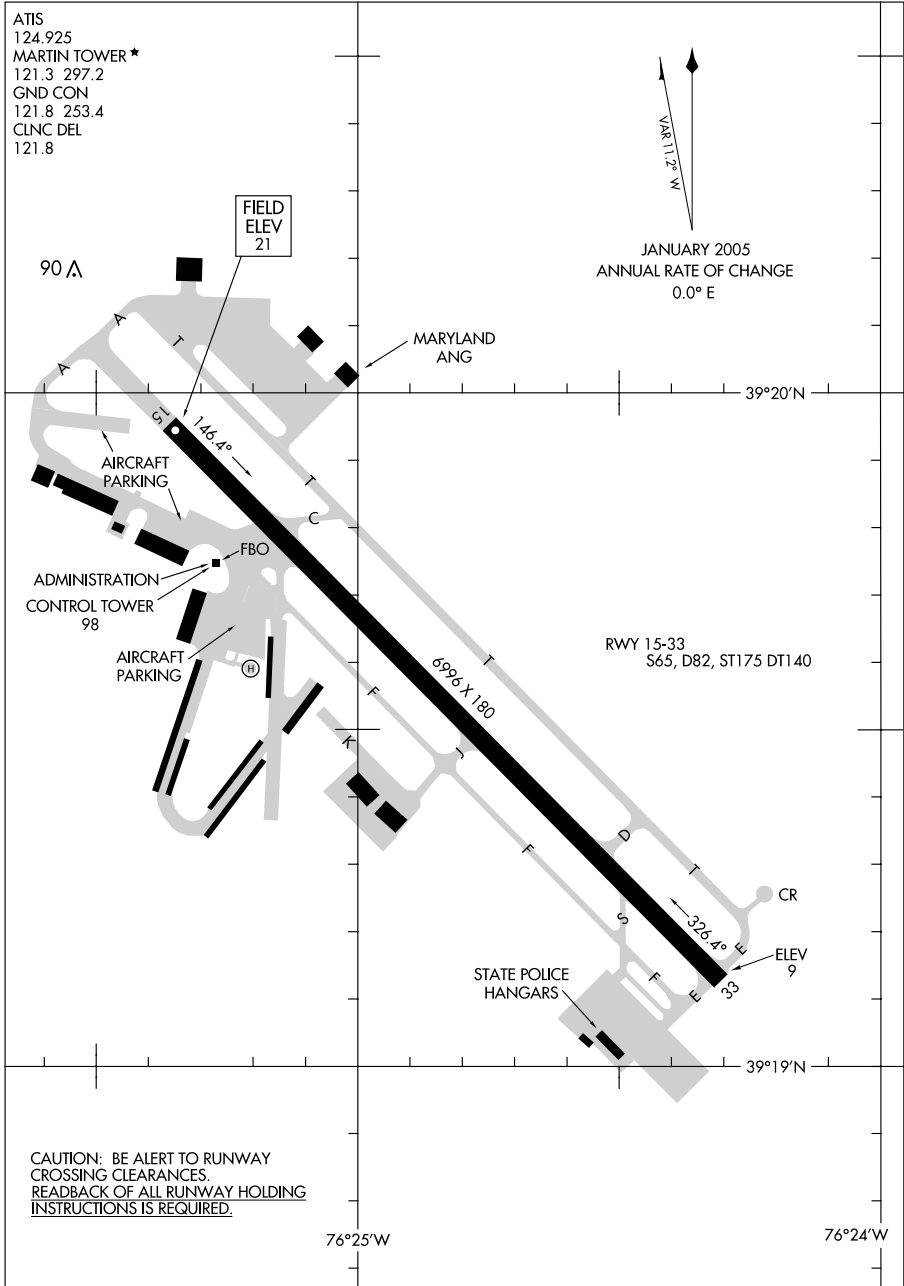 ATIS
124.925
MARTIN TOWER★
121.3 297.2
GND CON
121.8 253.4
CLNC DEL
121.8
FIELD
ELEV
21
VAR 11.2° W
JANUARY 2005
ANNUAL RATE OF CHANGE
0.0° E
90
A
A
T
MARYLAND
ANG
39°20'N
15
146.4°
AIRCRAFT
PARKING
T
C
FBO
ADMINISTRATION
CONTROL TOWER
98
AIRCRAFT
PARKING
H
RWY 15-33
S65, D82, ST175 DT140
T
6996 X 180
F
K
J
F
D
T
CR
S
326.4°
E
ELEV
9
33
F
E
STATE POLICE
HANGARS
39°19'N
CAUTION: BE ALERT TO RUNWAY
CROSSING CLEARANCES.
READBACK OF ALL RUNWAY HOLDING
INSTRUCTIONS IS REQUIRED.
76°25'W
76°24'W